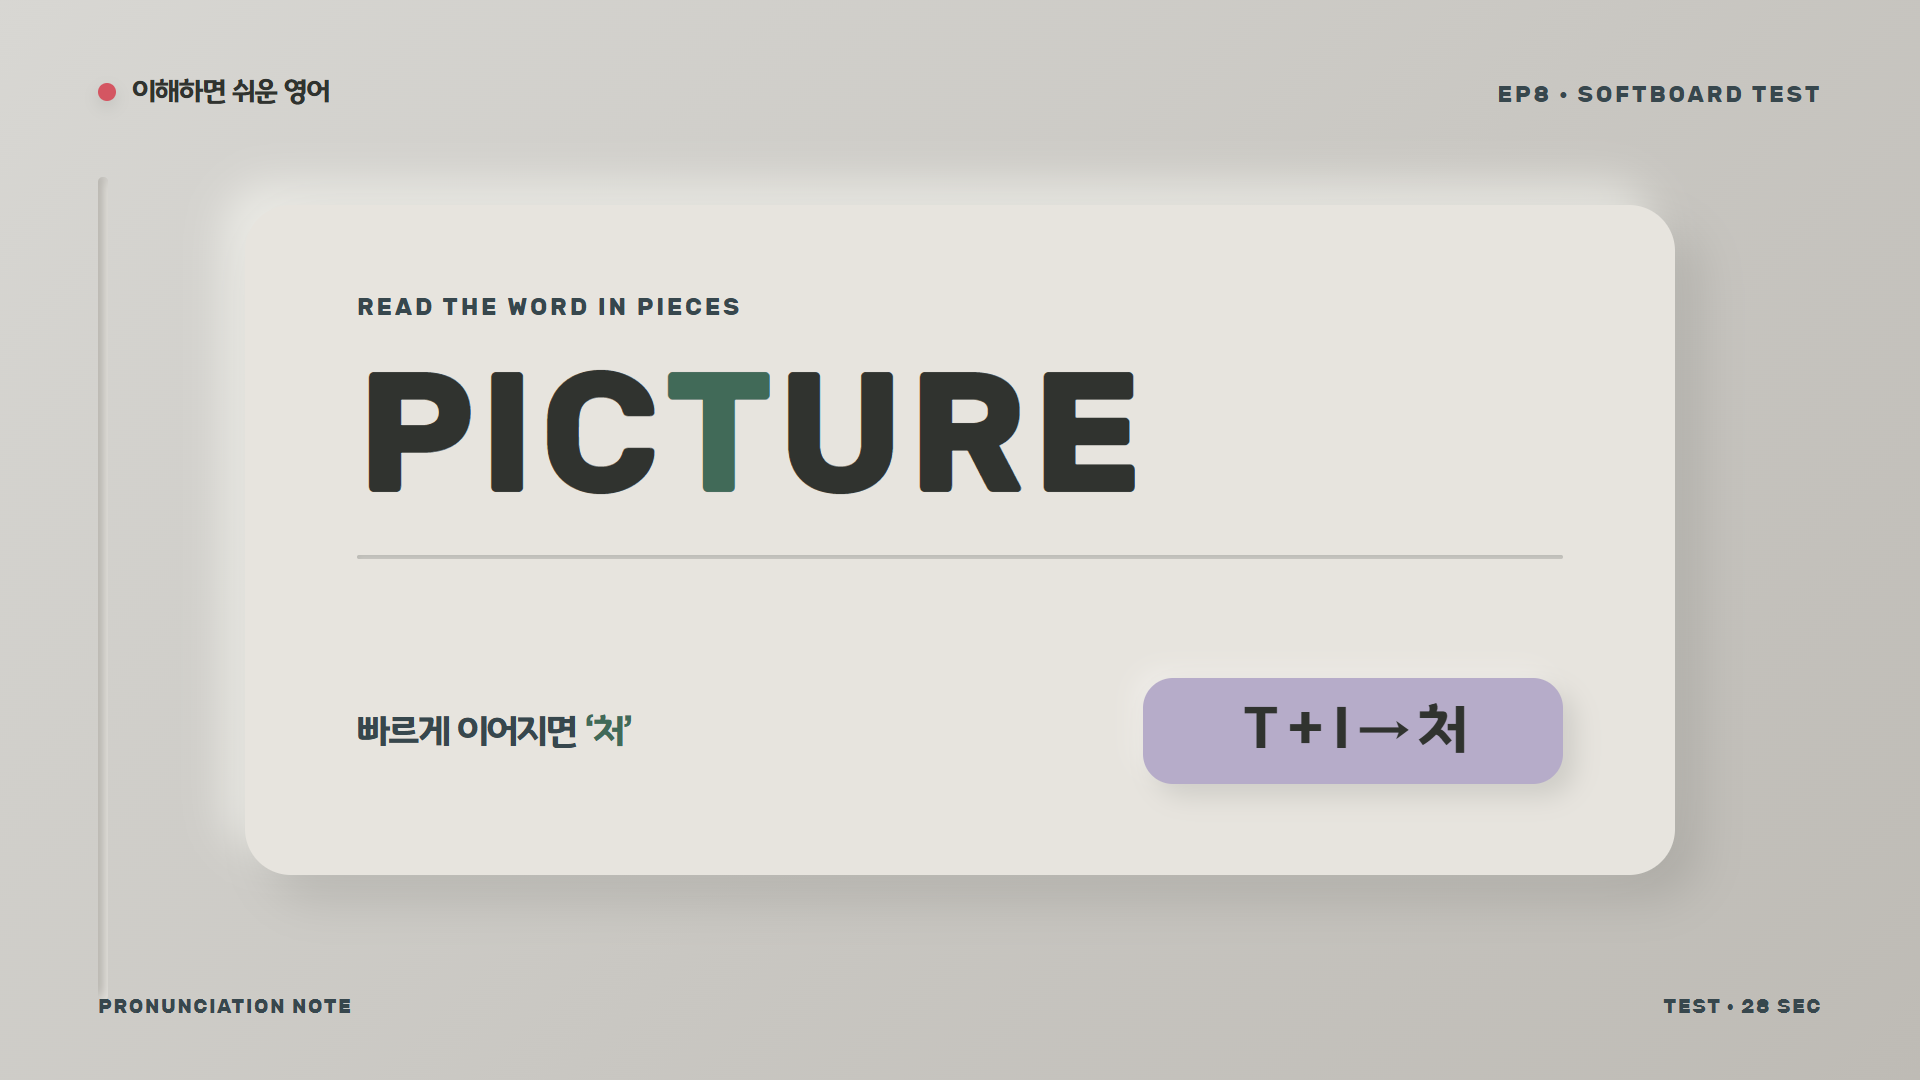 이해하면 쉬운 영어
EP8 • SOFTBOARD TEST
READ THE WORD IN PIECES
PICTURE
빠르게 이어지면 ‘처’
T + I → 처
PRONUNCIATION NOTE
TEST • 28 SEC